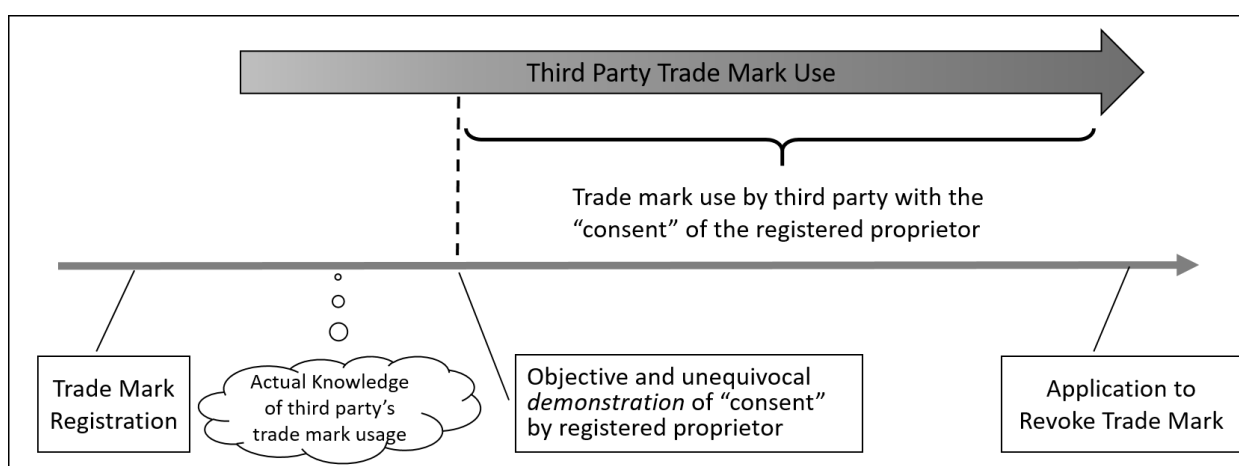 Third Party Trade Mark Use
Trade mark use by third party with the
“consent” of the registered proprietor
Trade Mark
Registration
Actual Knowledge
of third party’s
trade mark usage
Objective and unequivocal
demonstration of “consent”
by registered proprietor
Application to
Revoke Trade Mark